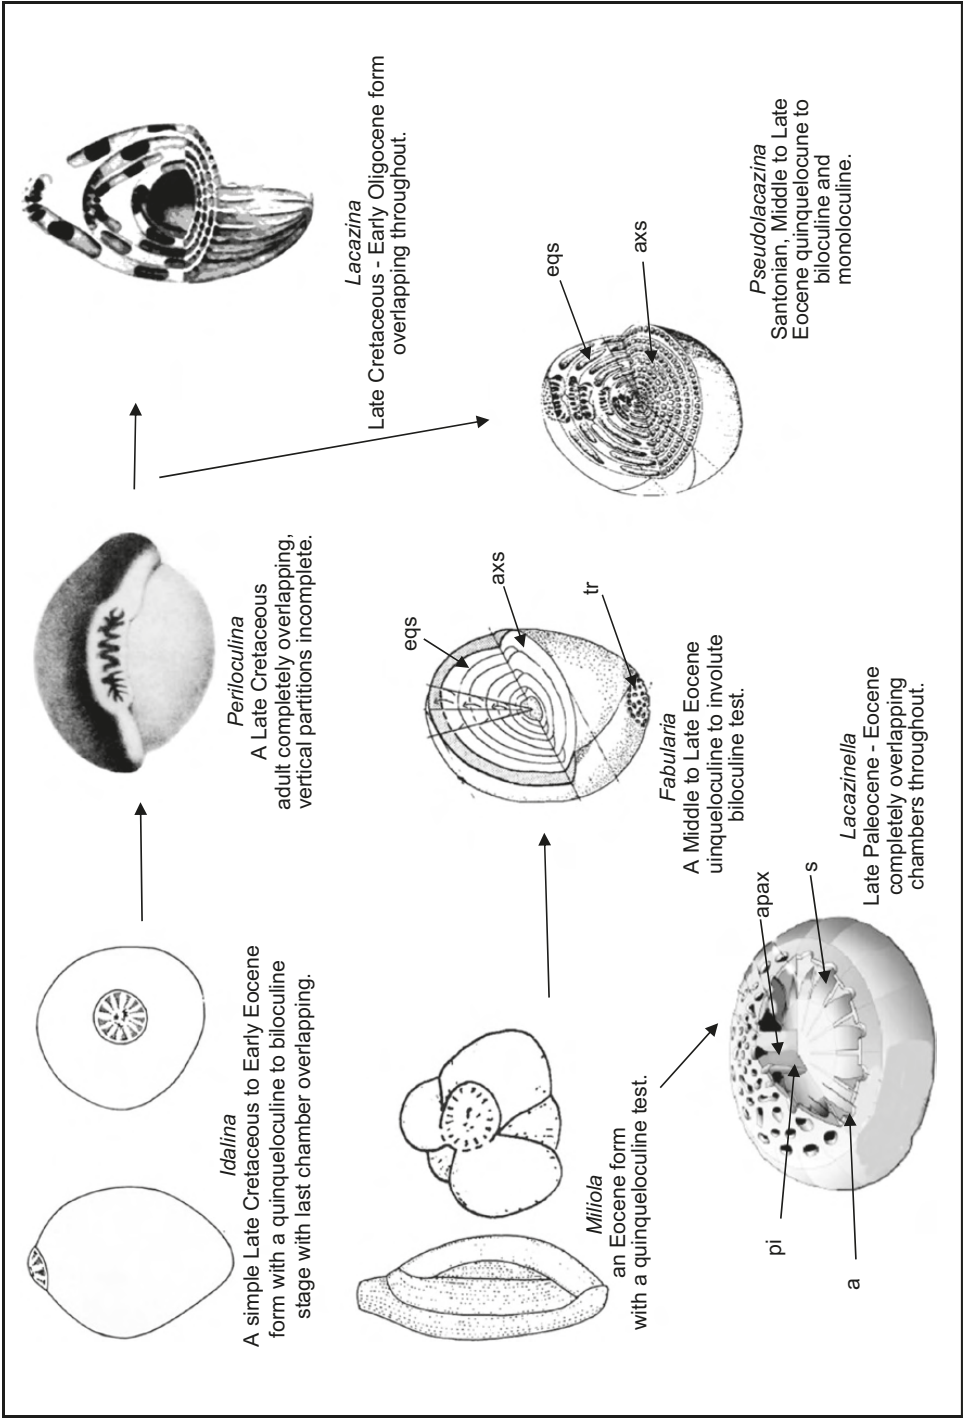 Idalina
A simple Late Cretaceous to Early Eocene
form with a quinqueloculine to biloculine
stage with last chamber overlapping.
Periloculina
A Late Cretaceous
adult completely overlapping,
vertical partitions incomplete.
Lacazina
Late Cretaceous - Early Oligocene form
overlapping throughout.
Miliola
an Eocene form
with a quinqueloculine test.
eqs
axs
tr
Fabularia
A Middle to Late Eocene
uinqueloculine to involute
biloculine test.
eqs
axs
Pseudolacazina
Santonian, Middle to Late
Eocene quinquelocune to
biloculine and
monoloculine.
pi
a
apax
s
Lacazinella
Late Paleocene - Eocene
completely overlapping
chambers throughout.